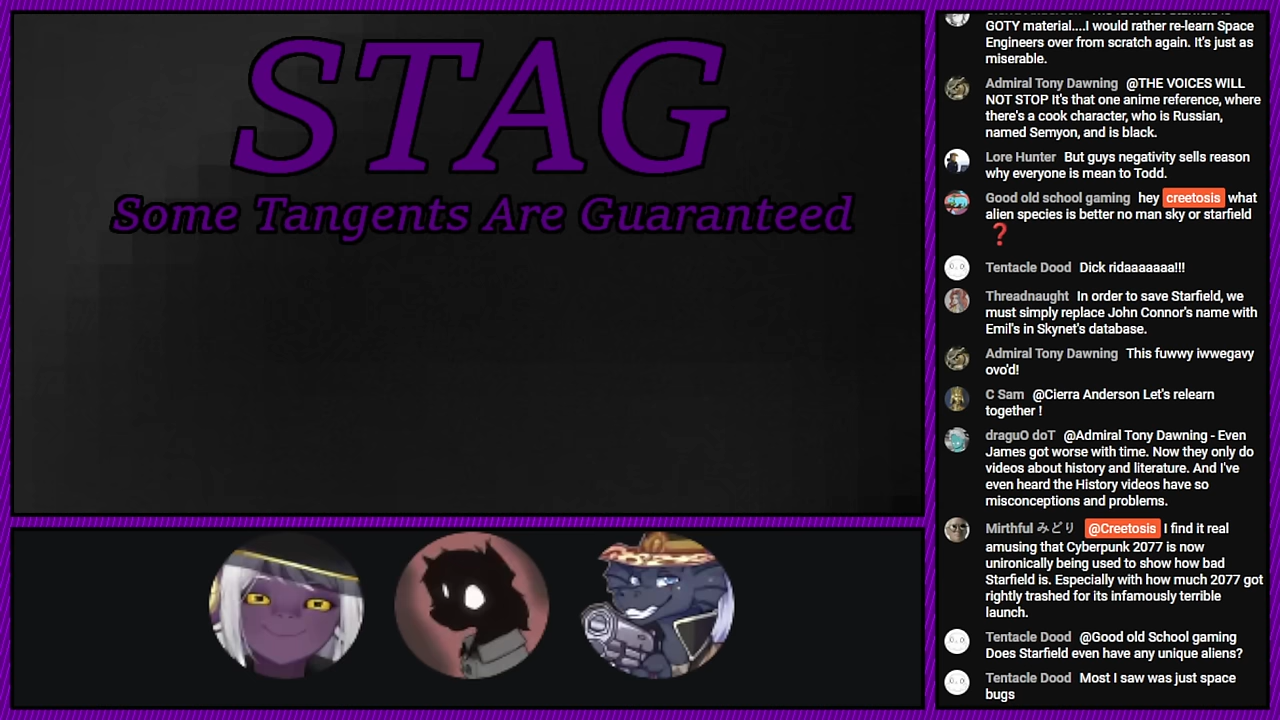 STAG
Some Tangents Are Guaranteed
GOTY material....I would rather re-learn Space
Engineers over from scratch again. It's just as
miserable.
Admiral Tony Dawning @THE VOICES WILL
NOT STOP It's that one anime reference, where
there's a cook character, who is Russian,
named Semyon, and is black.
Lore Hunter But guys negativity sells reason
why everyone is mean to Todd.
Good old school gaming hey creetosis what
alien species is better no man sky or starfield
❓
Tentacle Dood Dick ridaaaaaaa!!!
Threadnaught In order to save Starfield, we
must simply replace John Connor's name with
Emil's in Skynet's database.
Admiral Tony Dawning This fuwwy iwwegavy
ovo'd!
C Sam @Cierra Anderson Let's relearn
together !
draguO doT @Admiral Tony Dawning - Even
James got worse with time. Now they only do
videos about history and literature. And I've
even heard the History videos have so
misconceptions and problems.
Mirthful みどり @Creetosis I find it real
amusing that Cyberpunk 2077 is now
unironically being used to show how bad
Starfield is. Especially with how much 2077 got
rightly trashed for its infamously terrible
launch.
Tentacle Dood @Good old School gaming
Does Starfield even have any unique aliens?
Tentacle Dood Most I saw was just space
bugs